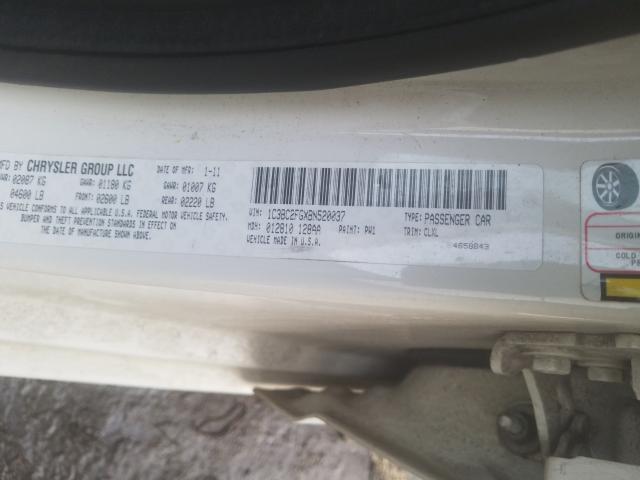 MFD BY CHRYSLER GROUP LLC DATE OF MFR 1-11
GVWR: 02087 KG GAWR 01180 KG GAWR 01007 KG
04600 LB FRONT: 02600 LB REAR: 02220 LB
THIS VEHICLE CONFORMS TO ALL APPLICABLE U.S.A. FEDERAL MOTOR VEHICLE SAFETY,
BUMPER AND THEFT PREVENTION STANDARDS IN EFFECT ON
THE DATE OF MANUFACTURE SHOWN ABOVE.
VIN: 1C3BC2FGXBN520037 TYPE: PASSENGER CAR
MDH: 012810 128AA PAINT: PW1 TRIM: CLXL
VEHICLE MADE IN U.S.A. 4658843
ORIGIN
COLD